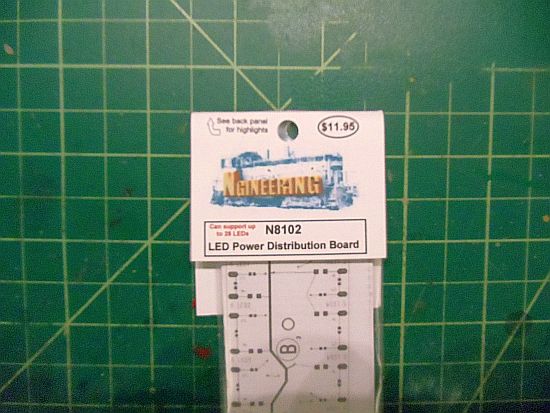 See back panel
for highlights
$11.95
NGINEERING
Can support up
to 28 LEDs
N8102
LED Power Distribution Board
B